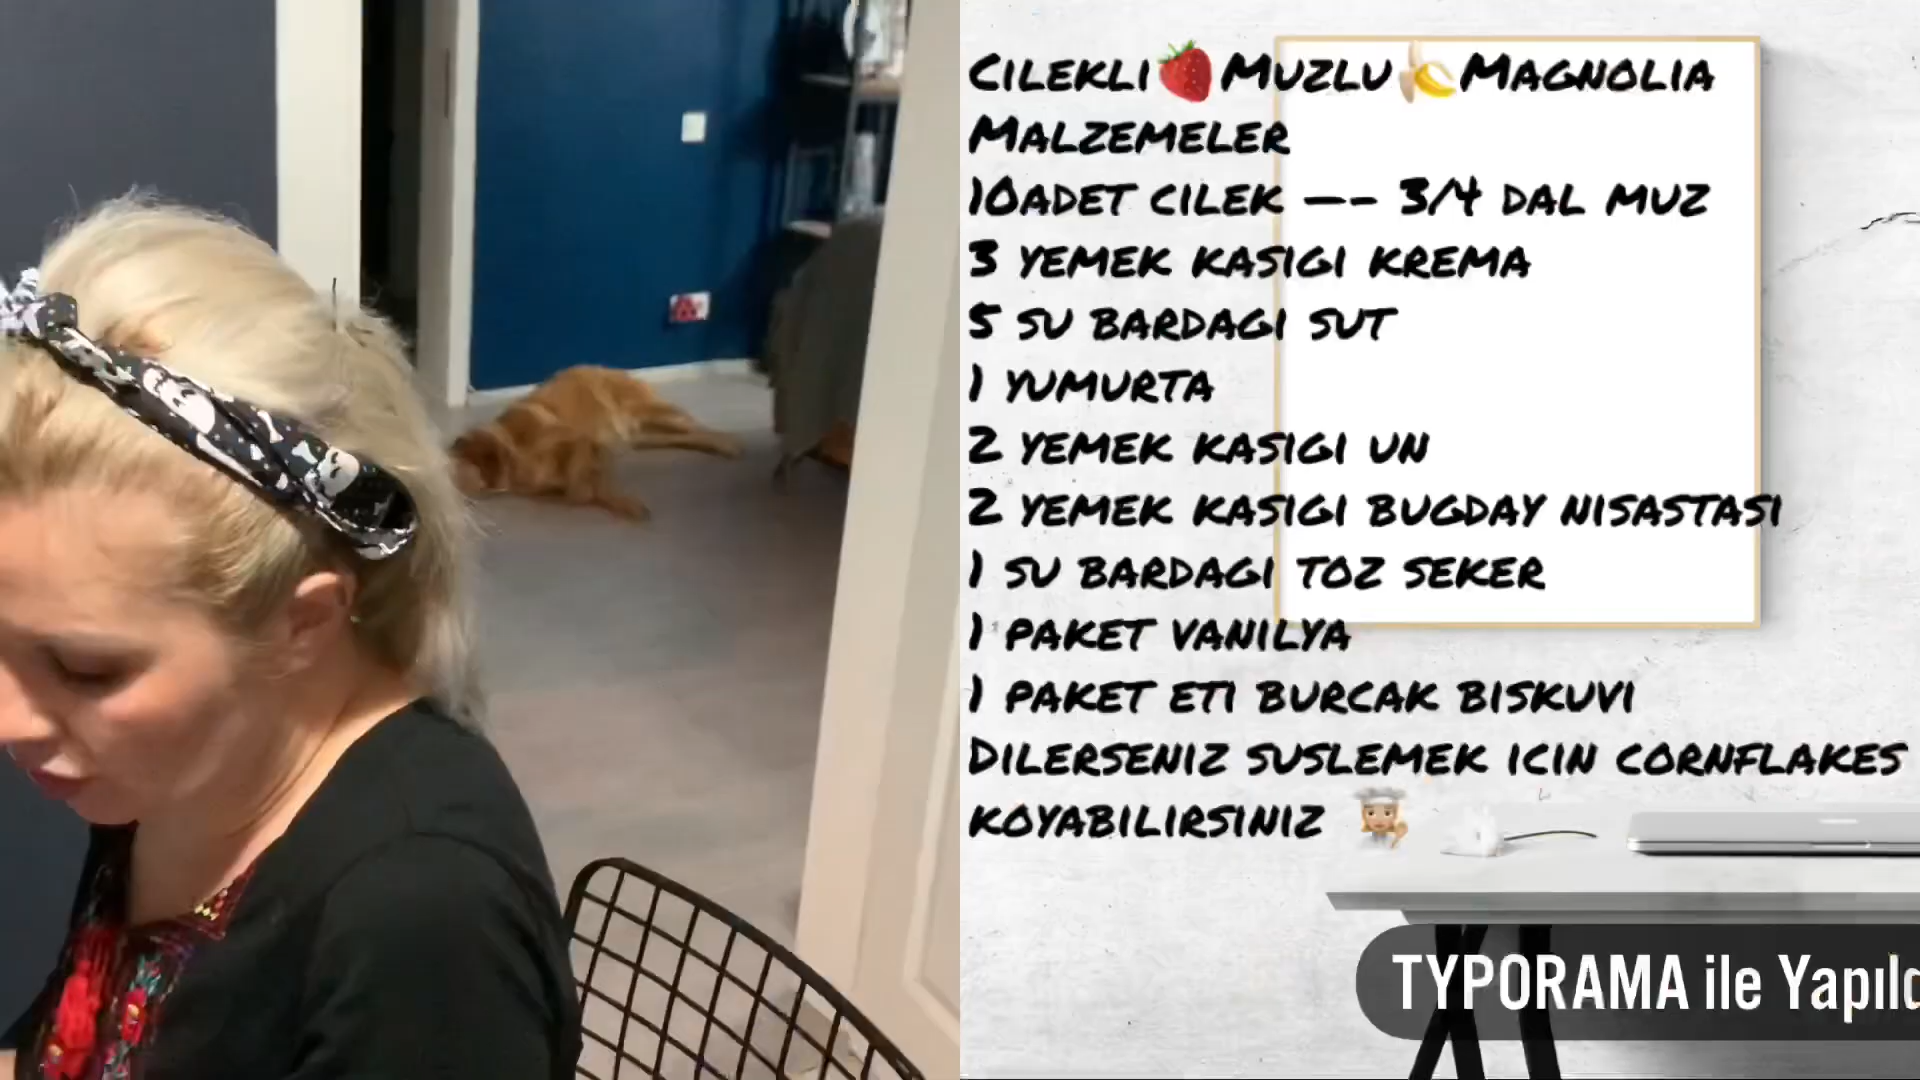 CILEKLI🍓MUZLU🍌MAGNOLIA
MALZEMELER
10ADET CILEK —- 3/4 DAL MUZ
3 YEMEK KASIGI KREMA
5 SU BARDAGI SUT
1 YUMURTA
2 YEMEK KASIGI UN
2 YEMEK KASIGI BUGDAY NISASTASI
1 SU BARDAGI TOZ SEKER
1 PAKET VANILYA
1 PAKET ETI BURCAK BISKUVI
DILERSENIZ SUSLEMEK ICIN CORNFLAKES
KOYABILIRSINIZ 👩🏼‍🍳
TYPORAMA ile